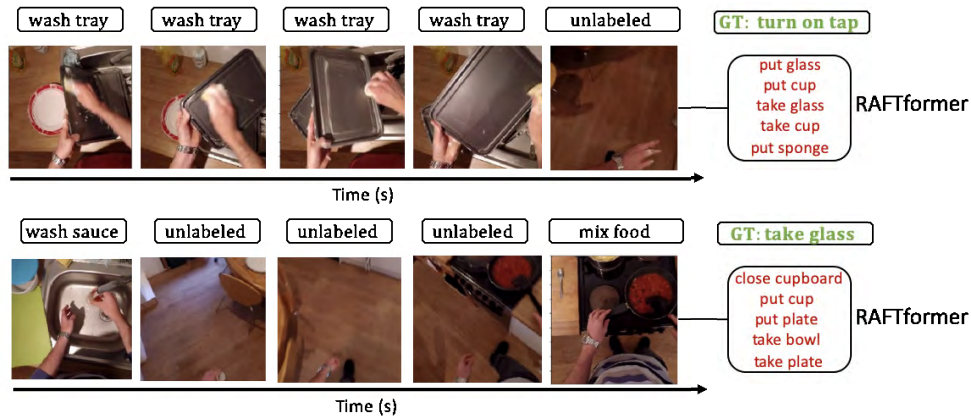 wash tray wash tray wash tray wash tray unlabeled GT: turn on tap
put glass
put cup
take glass
take cup
put sponge
RAFTformer
Time (s)
wash sauce unlabeled unlabeled unlabeled mix food GT: take glass
close cupboard
put cup
put plate
take bowl
take plate
RAFTformer
Time (s)